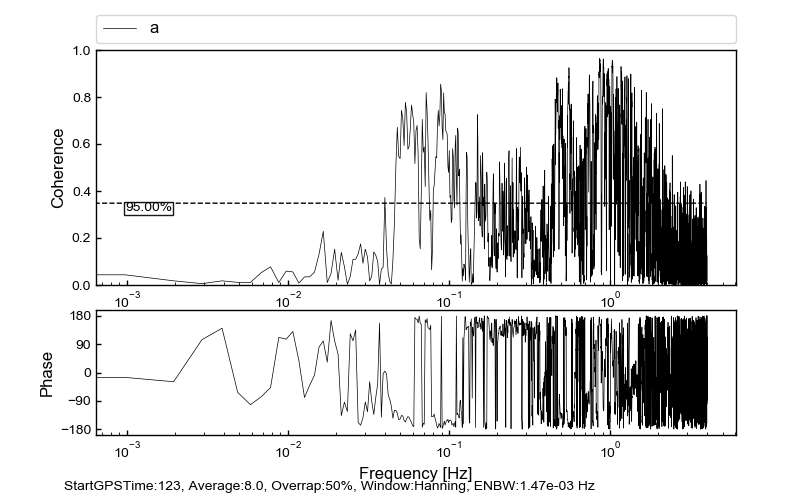 a
1.0
0.8
0.6
0.4
0.2
0.0
Coherence
95.00%
10⁻³ 10⁻² 10⁻¹ 10⁰
180
90
0
−90
−180
Phase
10⁻³ 10⁻² 10⁻¹ 10⁰
Frequency [Hz]
StartGPSTime:123, Average:8.0, Overrap:50%, Window:Hanning, ENBW:1.47e-03 Hz